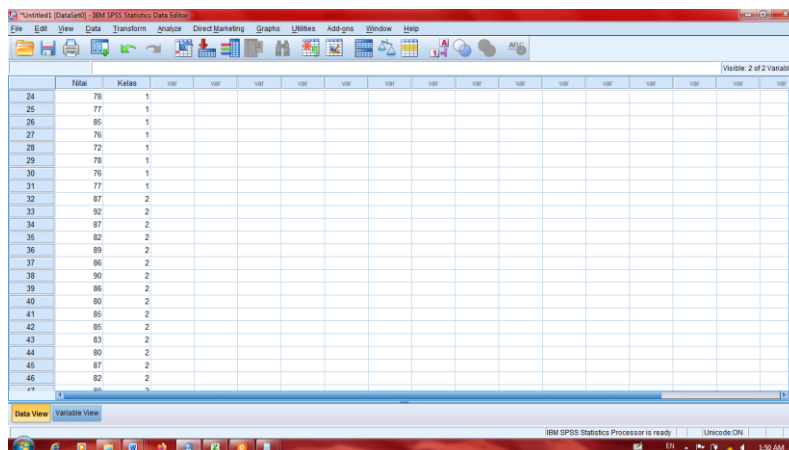 *Untitled1 [DataSet0] - IBM SPSS Statistics Data Editor
File Edit View Data Transform Analyze Direct Marketing Graphs Utilities Add-ons Window Help
Visible: 2 of 2 Variabl
Nilai Kelas var var var var var var var var var var var var var var
24 78 1
25 77 1
26 85 1
27 76 1
28 72 1
29 78 1
30 76 1
31 77 1
32 87 2
33 92 2
34 87 2
35 82 2
36 89 2
37 86 2
38 90 2
39 86 2
40 80 2
41 85 2
42 85 2
43 83 2
44 80 2
45 87 2
46 82 2
Data View Variable View
IBM SPSS Statistics Processor is ready Unicode:ON
EN 1:50 AM